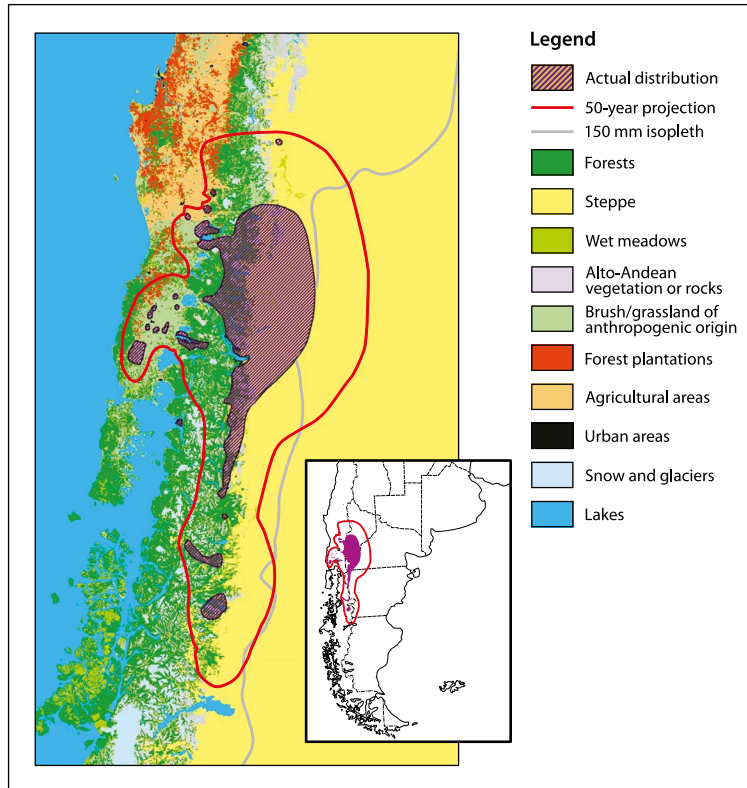 Legend
Actual distribution
50-year projection
150 mm isopleth
Forests
Steppe
Wet meadows
Alto-Andean
vegetation or rocks
Brush/grassland of
anthropogenic origin
Forest plantations
Agricultural areas
Urban areas
Snow and glaciers
Lakes